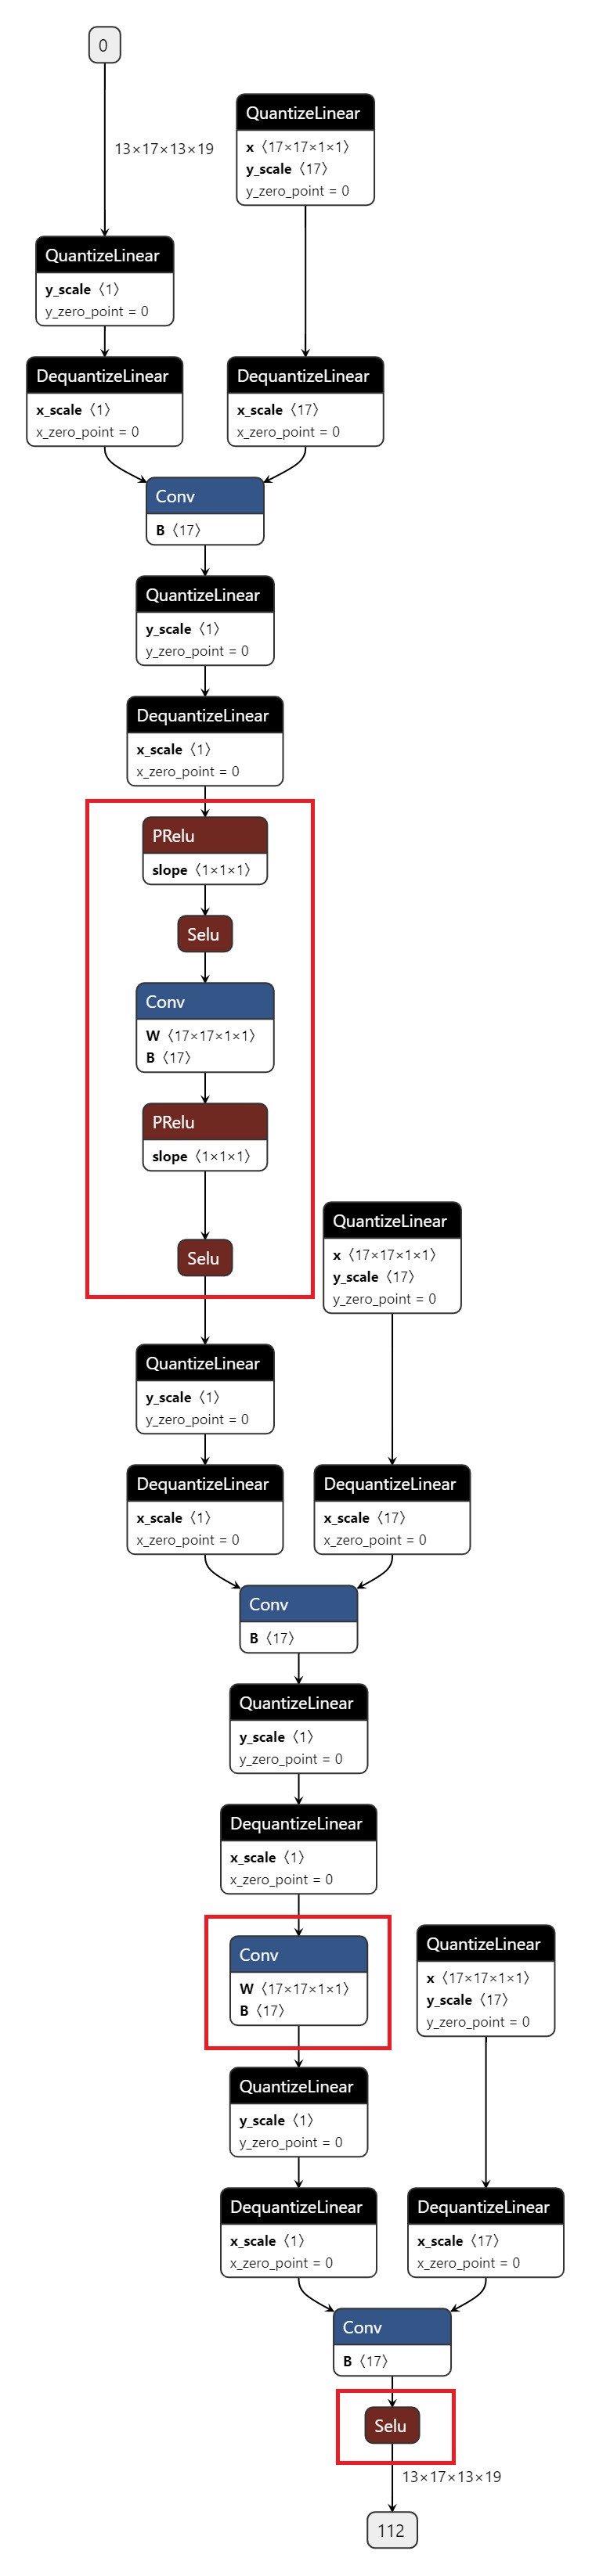 0
13×17×13×19
QuantizeLinear
x 〈17×17×1×1〉
y_scale 〈17〉
y_zero_point = 0
QuantizeLinear
y_scale 〈1〉
y_zero_point = 0
DequantizeLinear
x_scale 〈1〉
x_zero_point = 0
DequantizeLinear
x_scale 〈17〉
x_zero_point = 0
Conv
B 〈17〉
QuantizeLinear
y_scale 〈1〉
y_zero_point = 0
DequantizeLinear
x_scale 〈1〉
x_zero_point = 0
PRelu
slope 〈1×1×1〉
Selu
Conv
W 〈17×17×1×1〉
B 〈17〉
PRelu
slope 〈1×1×1〉
Selu
QuantizeLinear
x 〈17×17×1×1〉
y_scale 〈17〉
y_zero_point = 0
QuantizeLinear
y_scale 〈1〉
y_zero_point = 0
DequantizeLinear
x_scale 〈1〉
x_zero_point = 0
DequantizeLinear
x_scale 〈17〉
x_zero_point = 0
Conv
B 〈17〉
QuantizeLinear
y_scale 〈1〉
y_zero_point = 0
DequantizeLinear
x_scale 〈1〉
x_zero_point = 0
Conv
W 〈17×17×1×1〉
B 〈17〉
QuantizeLinear
x 〈17×17×1×1〉
y_scale 〈17〉
y_zero_point = 0
QuantizeLinear
y_scale 〈1〉
y_zero_point = 0
DequantizeLinear
x_scale 〈1〉
x_zero_point = 0
DequantizeLinear
x_scale 〈17〉
x_zero_point = 0
Conv
B 〈17〉
Selu
13×17×13×19
112